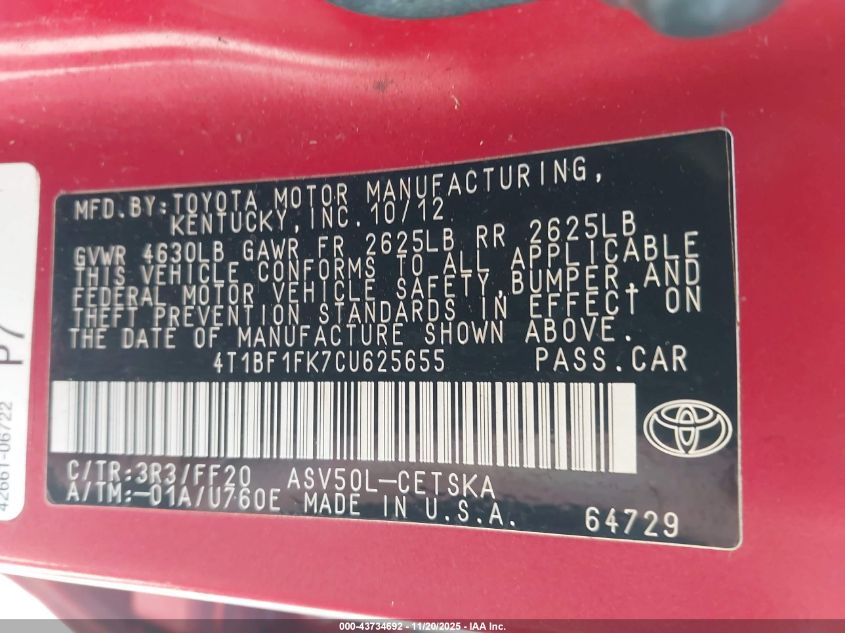 MFD.BY:TOYOTA MOTOR MANUFACTURING,
KENTUCKY, INC. 10/12
GVWR 4630LB GAWR FR 2625LB RR 2625LB
THIS VEHICLE CONFORMS TO ALL APPLICABLE
FEDERAL MOTOR VEHICLE SAFETY,BUMPER,AND
THEFT PREVENTION STANDARDS IN EFFECT ON
THE DATE OF MANUFACTURE SHOWN ABOVE.
4T1BF1FK7CU625655 PASS.CAR
C/TR:3R3/FF20 ASV50L-CETSKA
A/TM:-01A/U760E MADE IN U.S.A. 64729
P7
42661-06722
000-43734692 - 11/20/2025 - IAA Inc.